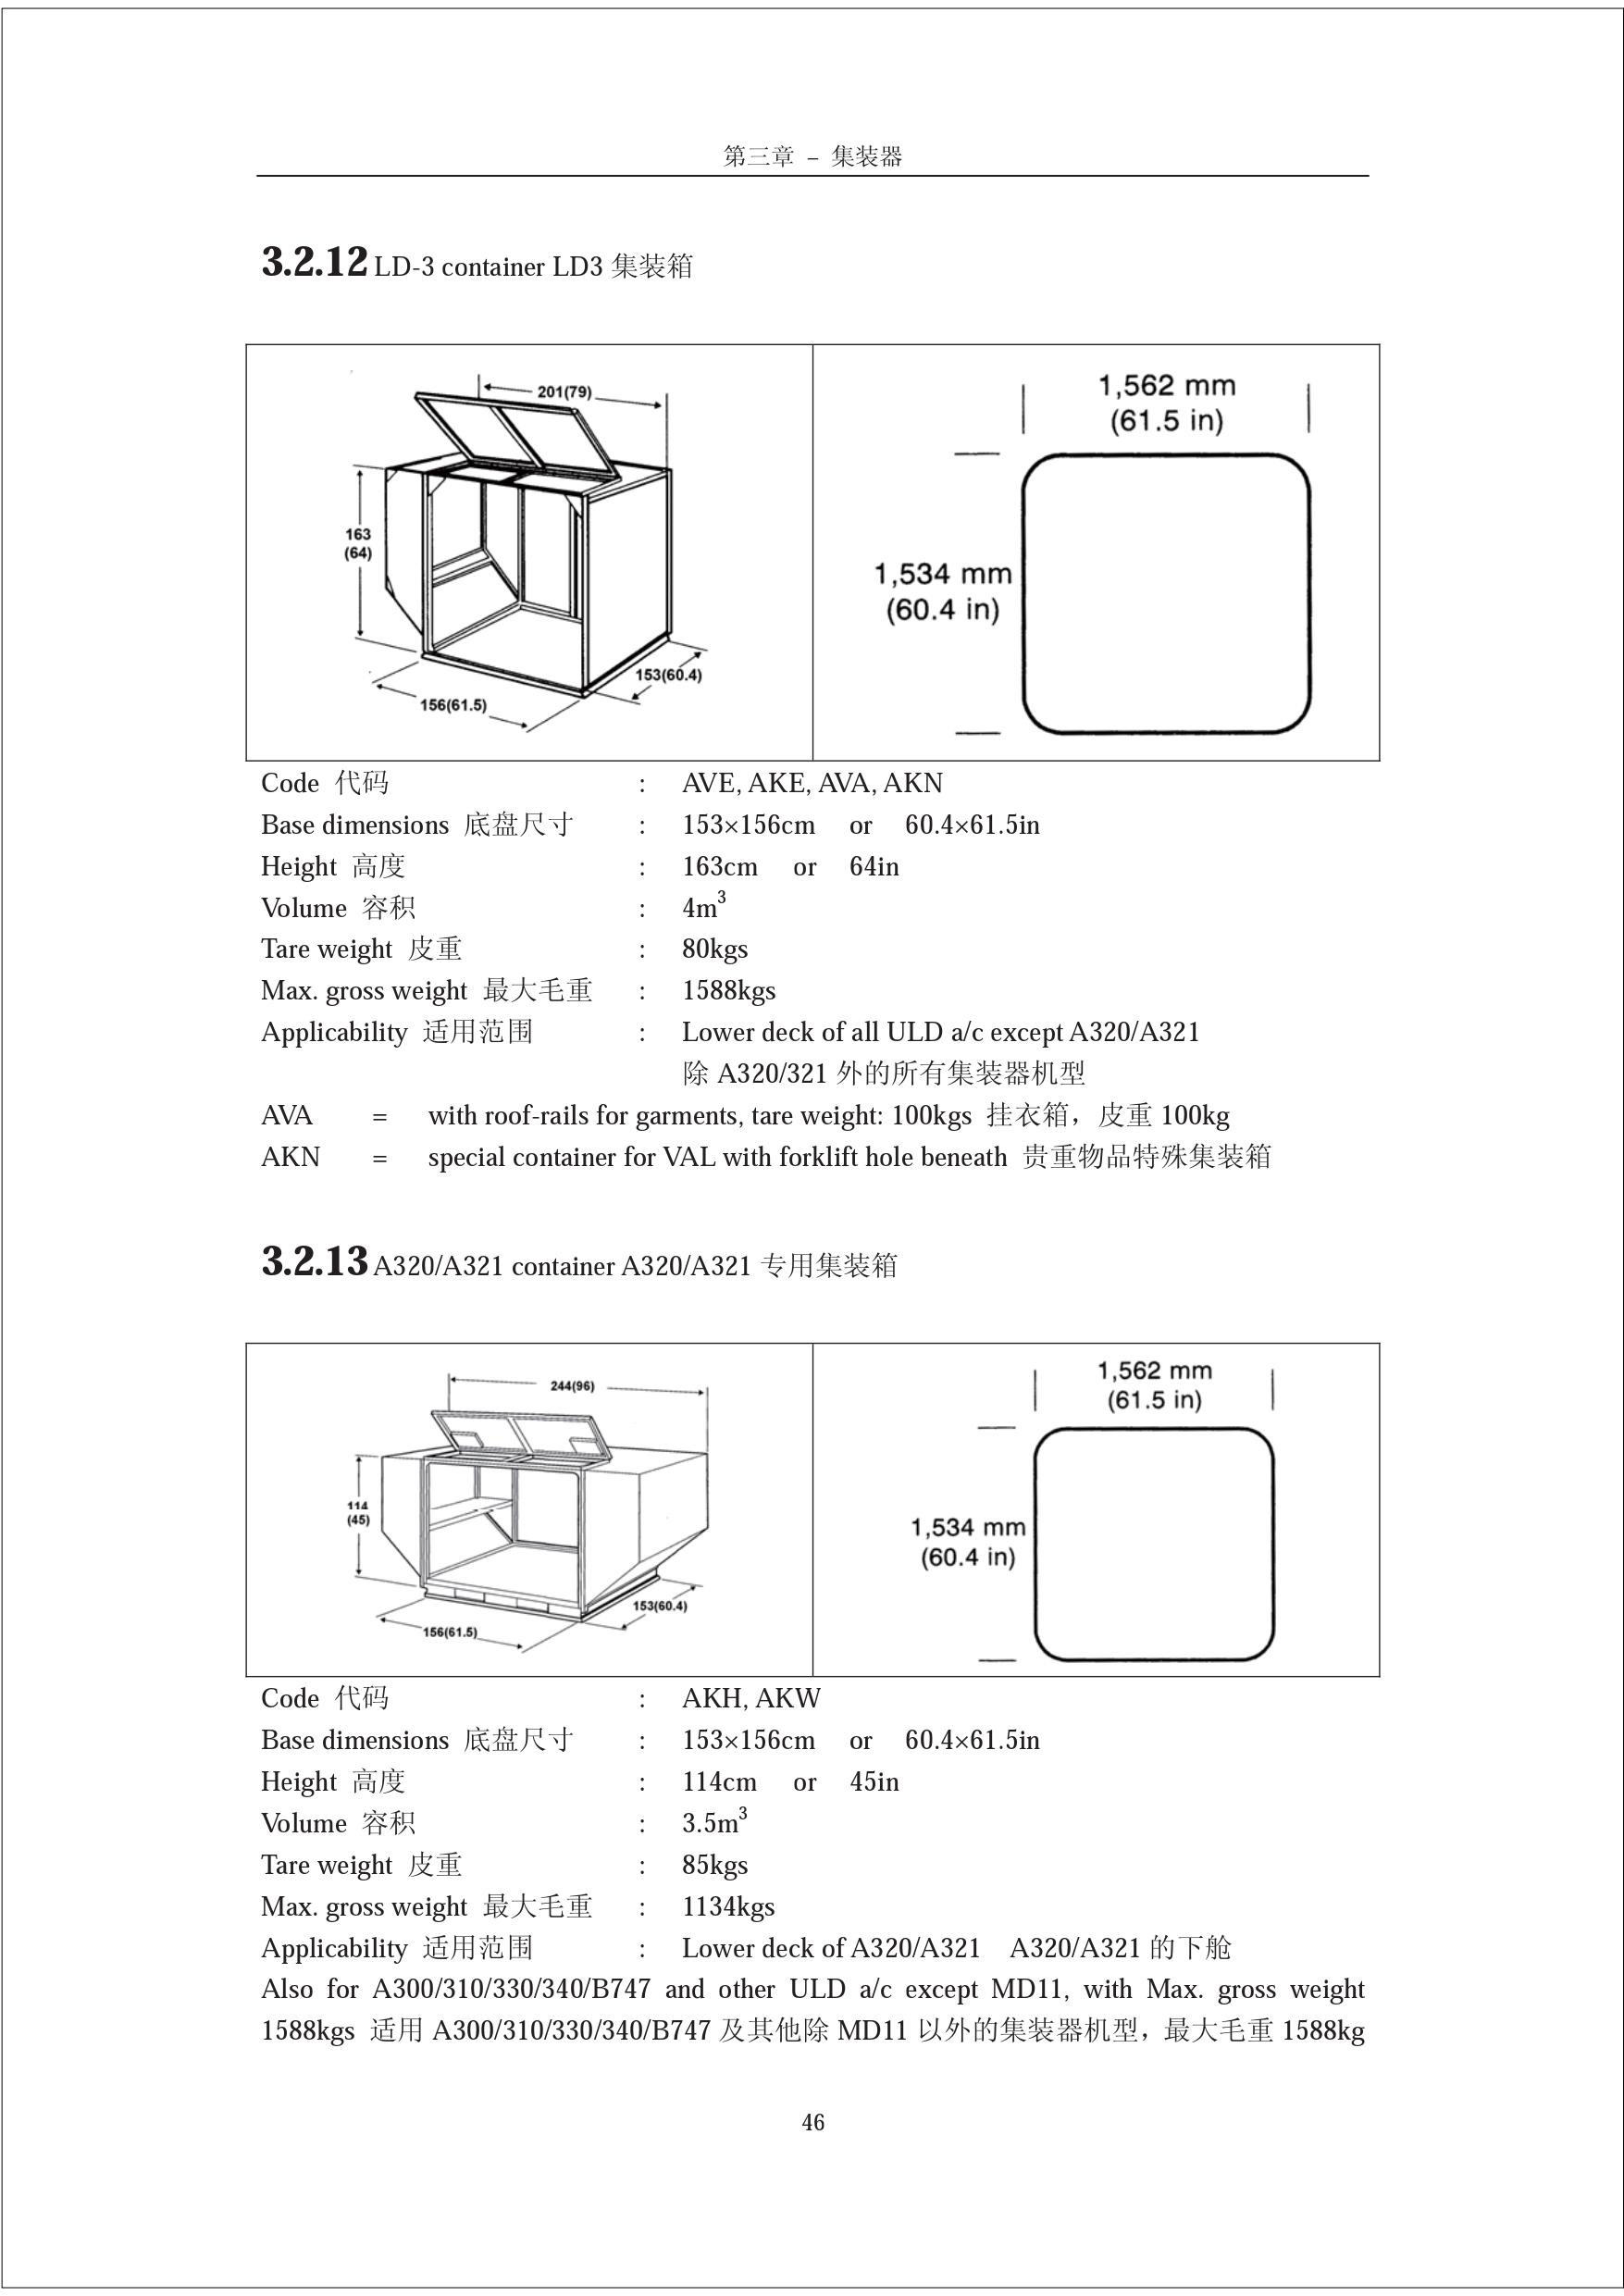 第三章 – 集装器
3.2.12 LD-3 container LD3 集装箱
201(79)
163
(64)
153(60.4)
156(61.5)
1,562 mm
(61.5 in)
1,534 mm
(60.4 in)
Code 代码 : AVE, AKE, AVA, AKN
Base dimensions 底盘尺寸 : 153×156cm or 60.4×61.5in
Height 高度 : 163cm or 64in
Volume 容积 : 4m³
Tare weight 皮重 : 80kgs
Max. gross weight 最大毛重 : 1588kgs
Applicability 适用范围 : Lower deck of all ULD a/c except A320/A321
除 A320/321 外的所有集装器机型
AVA = with roof-rails for garments, tare weight: 100kgs 挂衣箱，皮重 100kg
AKN = special container for VAL with forklift hole beneath 贵重物品特殊集装箱
3.2.13 A320/A321 container A320/A321 专用集装箱
244(96)
114
(45)
153(60.4)
156(61.5)
1,562 mm
(61.5 in)
1,534 mm
(60.4 in)
Code 代码 : AKH, AKW
Base dimensions 底盘尺寸 : 153×156cm or 60.4×61.5in
Height 高度 : 114cm or 45in
Volume 容积 : 3.5m³
Tare weight 皮重 : 85kgs
Max. gross weight 最大毛重 : 1134kgs
Applicability 适用范围 : Lower deck of A320/A321 A320/A321 的下舱
Also for A300/310/330/340/B747 and other ULD a/c except MD11, with Max. gross weight
1588kgs 适用 A300/310/330/340/B747 及其他除 MD11 以外的集装器机型，最大毛重 1588kg
46